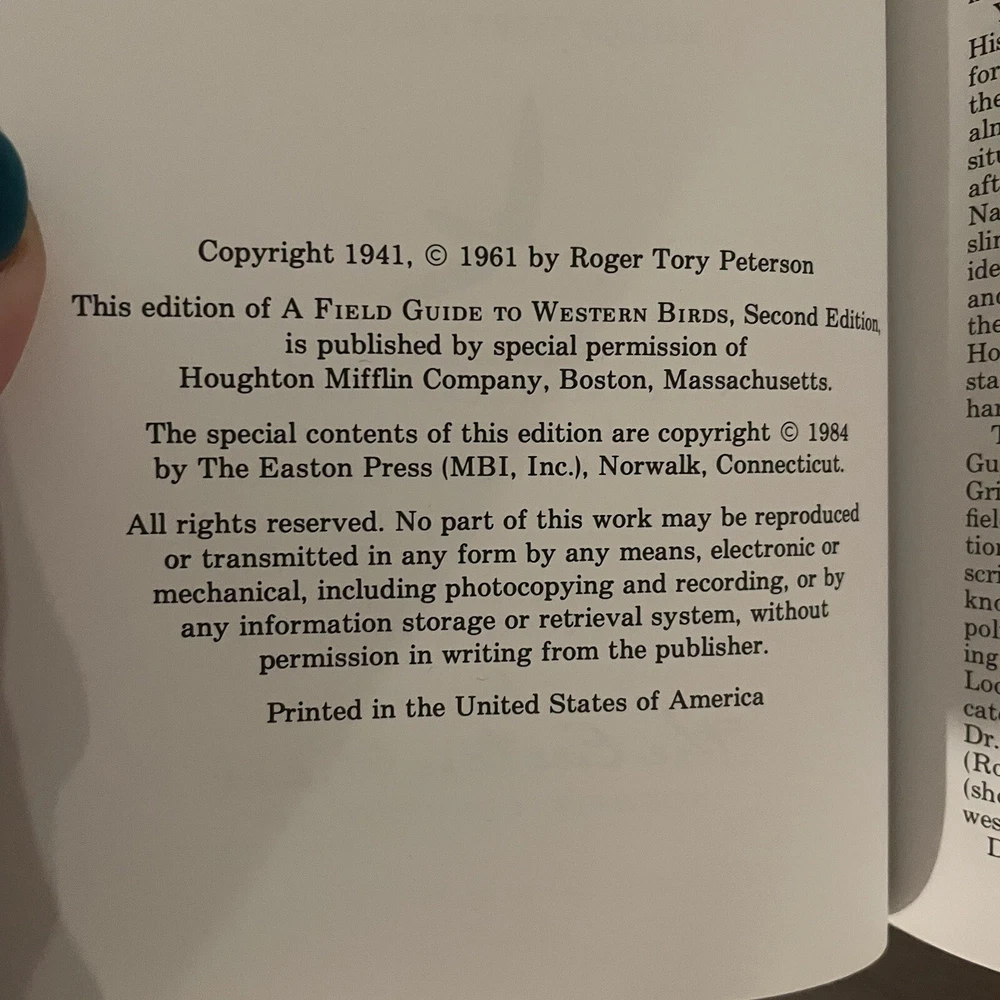 Copyright 1941, © 1961 by Roger Tory Peterson
This edition of A FIELD GUIDE TO WESTERN BIRDS, Second Edition,
is published by special permission of
Houghton Mifflin Company, Boston, Massachusetts.
The special contents of this edition are copyright © 1984
by The Easton Press (MBI, Inc.), Norwalk, Connecticut.
All rights reserved. No part of this work may be reproduced
or transmitted in any form by any means, electronic or
mechanical, including photocopying and recording, or by
any information storage or retrieval system, without
permission in writing from the publisher.
Printed in the United States of America